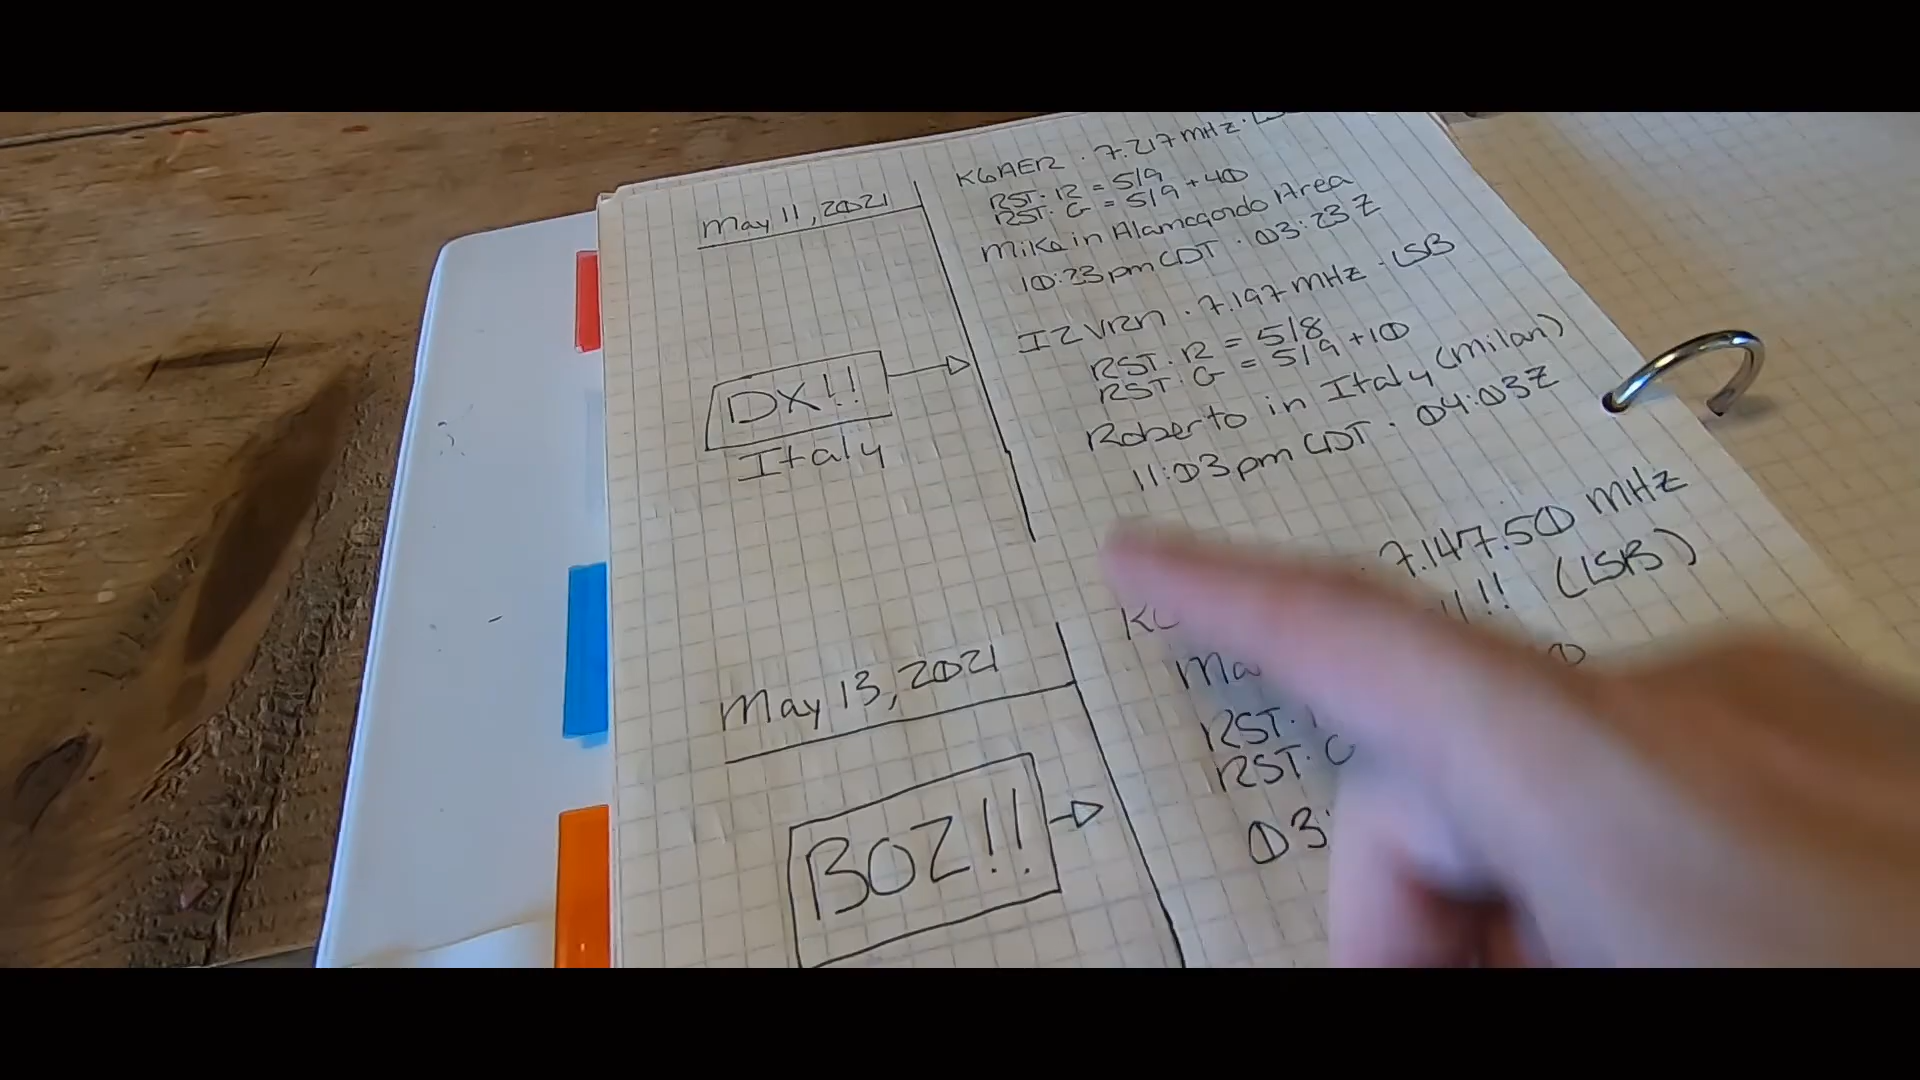 May 11, 2021
K6AER · 7.217 mHz ·
RST: R = 5/9
RST: G = 5/9 + 40
Mike in Alamagordo Area
10:23 pm CDT · 03:23 Z
DX!!
Italy
IZVRN · 7.197 mHz · LSB
RST: R = 5/8
RST: G = 5/9 + 10
Roberto in Italy (Milan)
11:03 pm CDT · 04:03 Z
May 13, 2021
7.147.50 mHz
!! (LSB)
RST:
RST: G
03:
BOZ!!